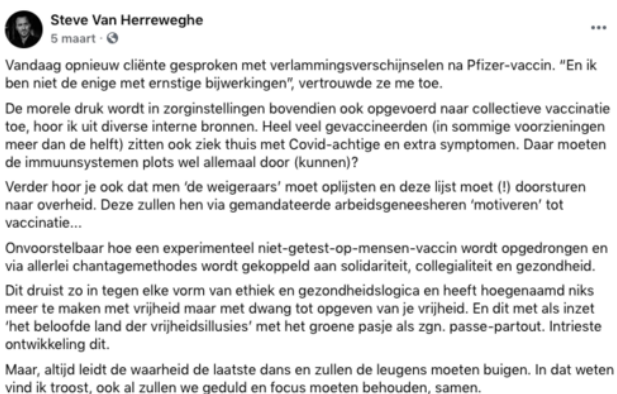 Steve Van Herreweghe
5 maart ·
Vandaag opnieuw cliënte gesproken met verlammingsverschijnselen na Pfizer-vaccin. “En ik
ben niet de enige met ernstige bijwerkingen”, vertrouwde ze me toe.
De morele druk wordt in zorginstellingen bovendien ook opgevoerd naar collectieve vaccinatie
toe, hoor ik uit diverse interne bronnen. Heel veel gevaccineerden (in sommige voorzieningen
meer dan de helft) zitten ook ziek thuis met Covid-achtige en extra symptomen. Daar moeten
de immuunsystemen plots wel allemaal door (kunnen)?
Verder hoor je ook dat men ‘de weigeraars’ moet oplijsten en deze lijst moet (!) doorsturen
naar overheid. Deze zullen hen via gemandateerde arbeidsgeneesheren ‘motiveren’ tot
vaccinatie...
Onvoorstelbaar hoe een experimenteel niet-getest-op-mensen-vaccin wordt opgedrongen en
via allerlei chantagemethodes wordt gekoppeld aan solidariteit, collegialiteit en gezondheid.
Dit druist zo in tegen elke vorm van ethiek en gezondheidslogica en heeft hoegenaamd niks
meer te maken met vrijheid maar met dwang tot opgeven van je vrijheid. En dit met als inzet
‘het beloofde land der vrijheidsillusies’ met het groene pasje als zgn. passe-partout. Intrieste
ontwikkeling dit.
Maar, altijd leidt de waarheid de laatste dans en zullen de leugens moeten buigen. In dat weten
vind ik troost, ook al zullen we geduld en focus moeten behouden, samen.